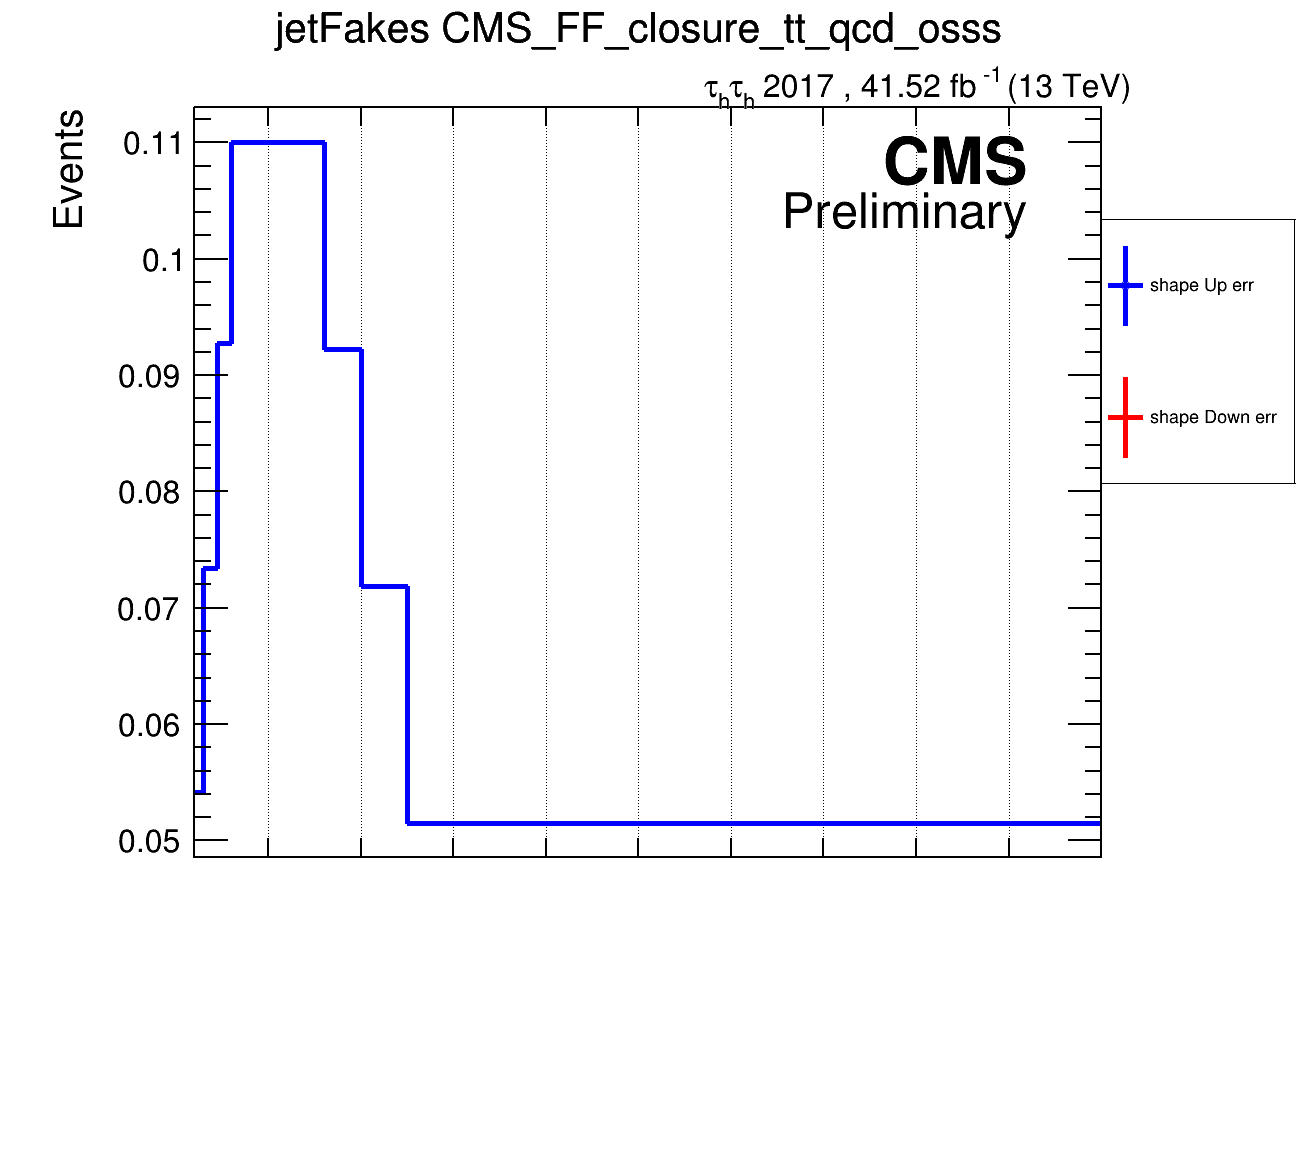 jetFakes CMS_FF_closure_tt_qcd_osss
τhτh 2017 , 41.52 fb -1 (13 TeV)
Events
CMS
Preliminary
0.11
0.1
0.09
0.08
0.07
0.06
0.05
shape Up err
shape Down err